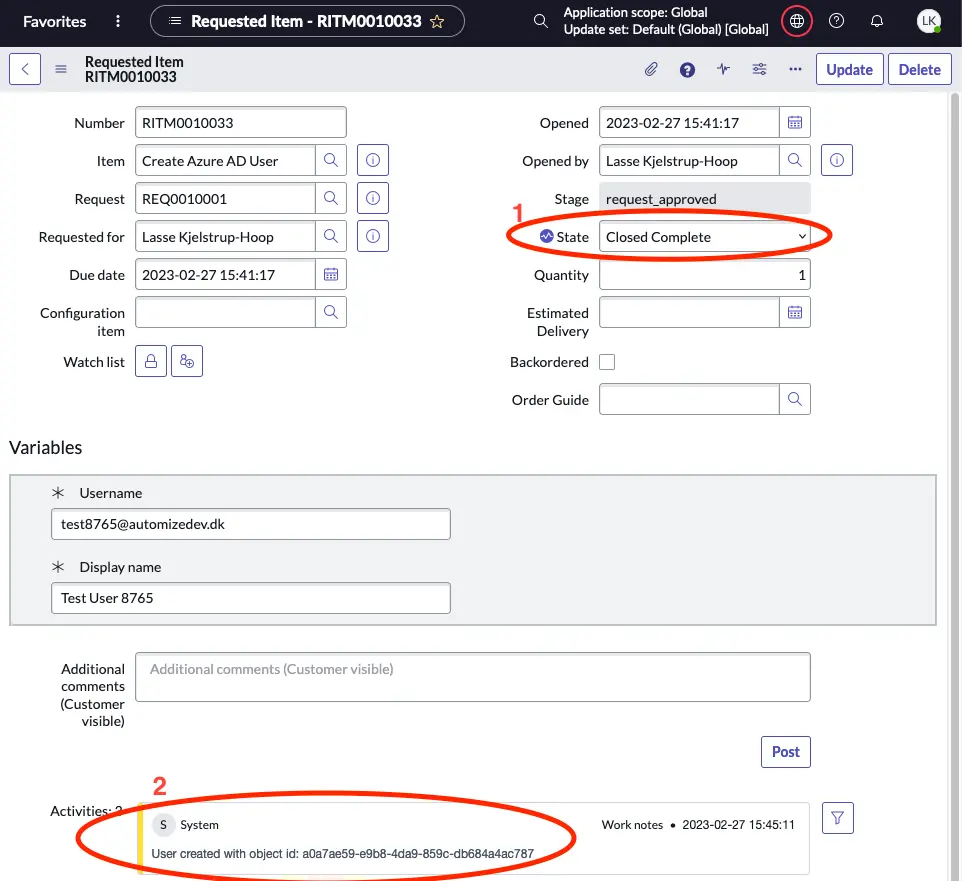 Favorites
Requested Item - RITM0010033
Application scope: Global
Update set: Default (Global) [Global]
LK
Requested Item
RITM0010033
Update
Delete
Number
RITM0010033
Opened
2023-02-27 15:41:17
Item
Create Azure AD User
Opened by
Lasse Kjelstrup-Hoop
Request
REQ0010001
Stage
request_approved
1
Requested for
Lasse Kjelstrup-Hoop
State
Closed Complete
Due date
2023-02-27 15:41:17
Quantity
1
Configuration
item
Estimated
Delivery
Watch list
Backordered
Order Guide
Variables
Username
test8765@automizedev.dk
Display name
Test User 8765
Additional
comments
(Customer
visible)
Additional comments (Customer visible)
Post
2
Activities:
S
System
Work notes • 2023-02-27 15:45:11
User created with object id: a0a7ae59-e9b8-4da9-859c-db684a4ac787